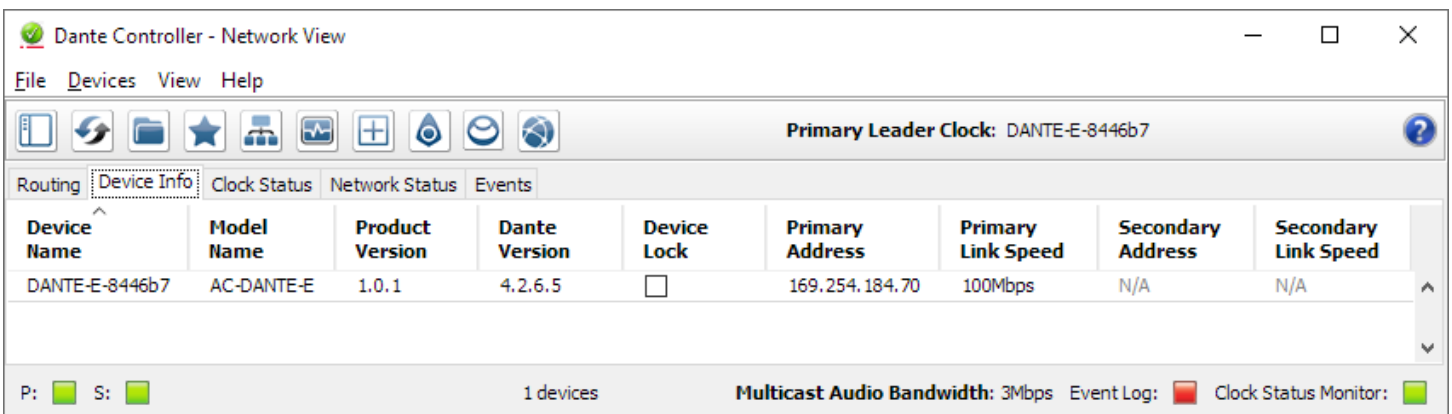 Dante Controller - Network View
File Devices View Help
Primary Leader Clock: DANTE-E-8446b7
Routing Device Info Clock Status Network Status Events
Device Model Product Dante Device Primary Primary Secondary Secondary
Name Name Version Version Lock Address Link Speed Address Link Speed
DANTE-E-8446b7 AC-DANTE-E 1.0.1 4.2.6.5 169.254.184.70 100Mbps N/A N/A
P: S: 1 devices Multicast Audio Bandwidth: 3Mbps Event Log: Clock Status Monitor: